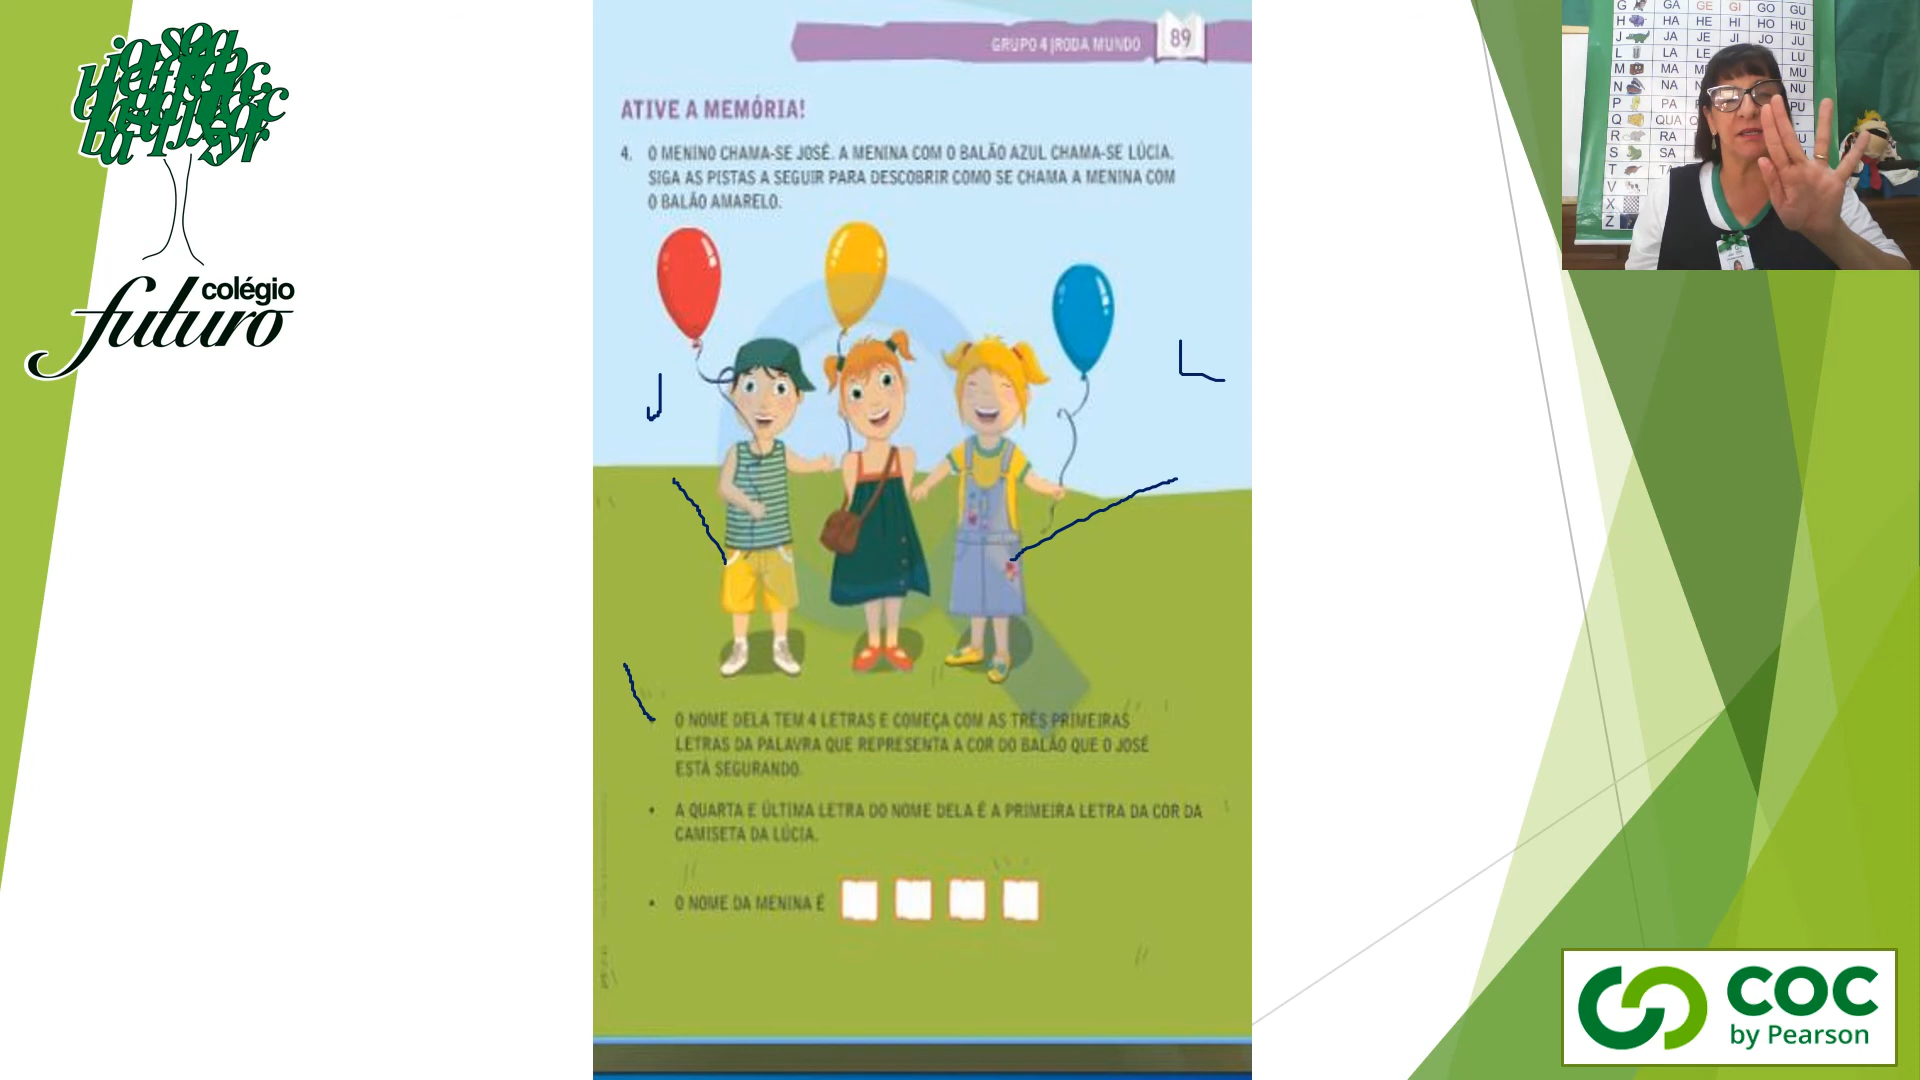 colégio
futuro
GRUPO 4 | RODA MUNDO 89
ATIVE A MEMÓRIA!
4. O MENINO CHAMA-SE JOSÉ. A MENINA COM O BALÃO AZUL CHAMA-SE LÚCIA.
SIGA AS PISTAS A SEGUIR PARA DESCOBRIR COMO SE CHAMA A MENINA COM
O BALÃO AMARELO.
J
L
• O NOME DELA TEM 4 LETRAS E COMEÇA COM AS TRÊS PRIMEIRAS
LETRAS DA PALAVRA QUE REPRESENTA A COR DO BALÃO QUE O JOSÉ
ESTÁ SEGURANDO.
• A QUARTA E ÚLTIMA LETRA DO NOME DELA É A PRIMEIRA LETRA DA COR DA
CAMISETA DA LÚCIA.
• O NOME DA MENINA É
G GA GE GI GO GU
H HA HE HI HO HU
J JA JE JI JO JU
L LA LE LU
M MA MU
N NA NU
P PA PU
Q QUA
R RA
S SA
T
V
X
Z
COC
by Pearson